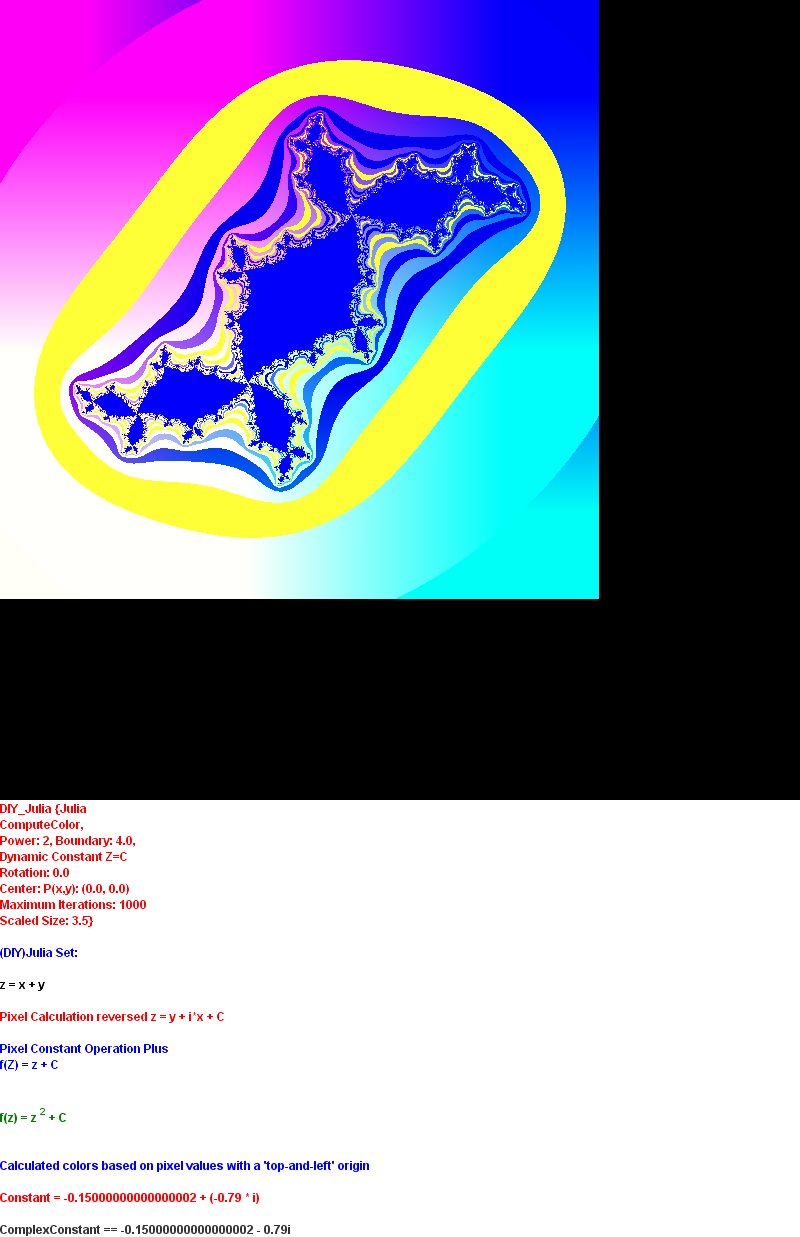 DIY_Julia {Julia
ComputeColor,
Power: 2, Boundary: 4.0,
Dynamic Constant Z=C
Rotation: 0.0
Center: P(x,y): (0.0, 0.0)
Maximum Iterations: 1000
Scaled Size: 3.5}
(DIY)Julia Set:
z = x + y
Pixel Calculation reversed z = y + i*x + C
Pixel Constant Operation Plus
f(Z) = z + C
f(z) = z 2 + C
Calculated colors based on pixel values with a 'top-and-left' origin
Constant = -0.15000000000000002 + (-0.79 * i)
ComplexConstant == -0.15000000000000002 - 0.79i